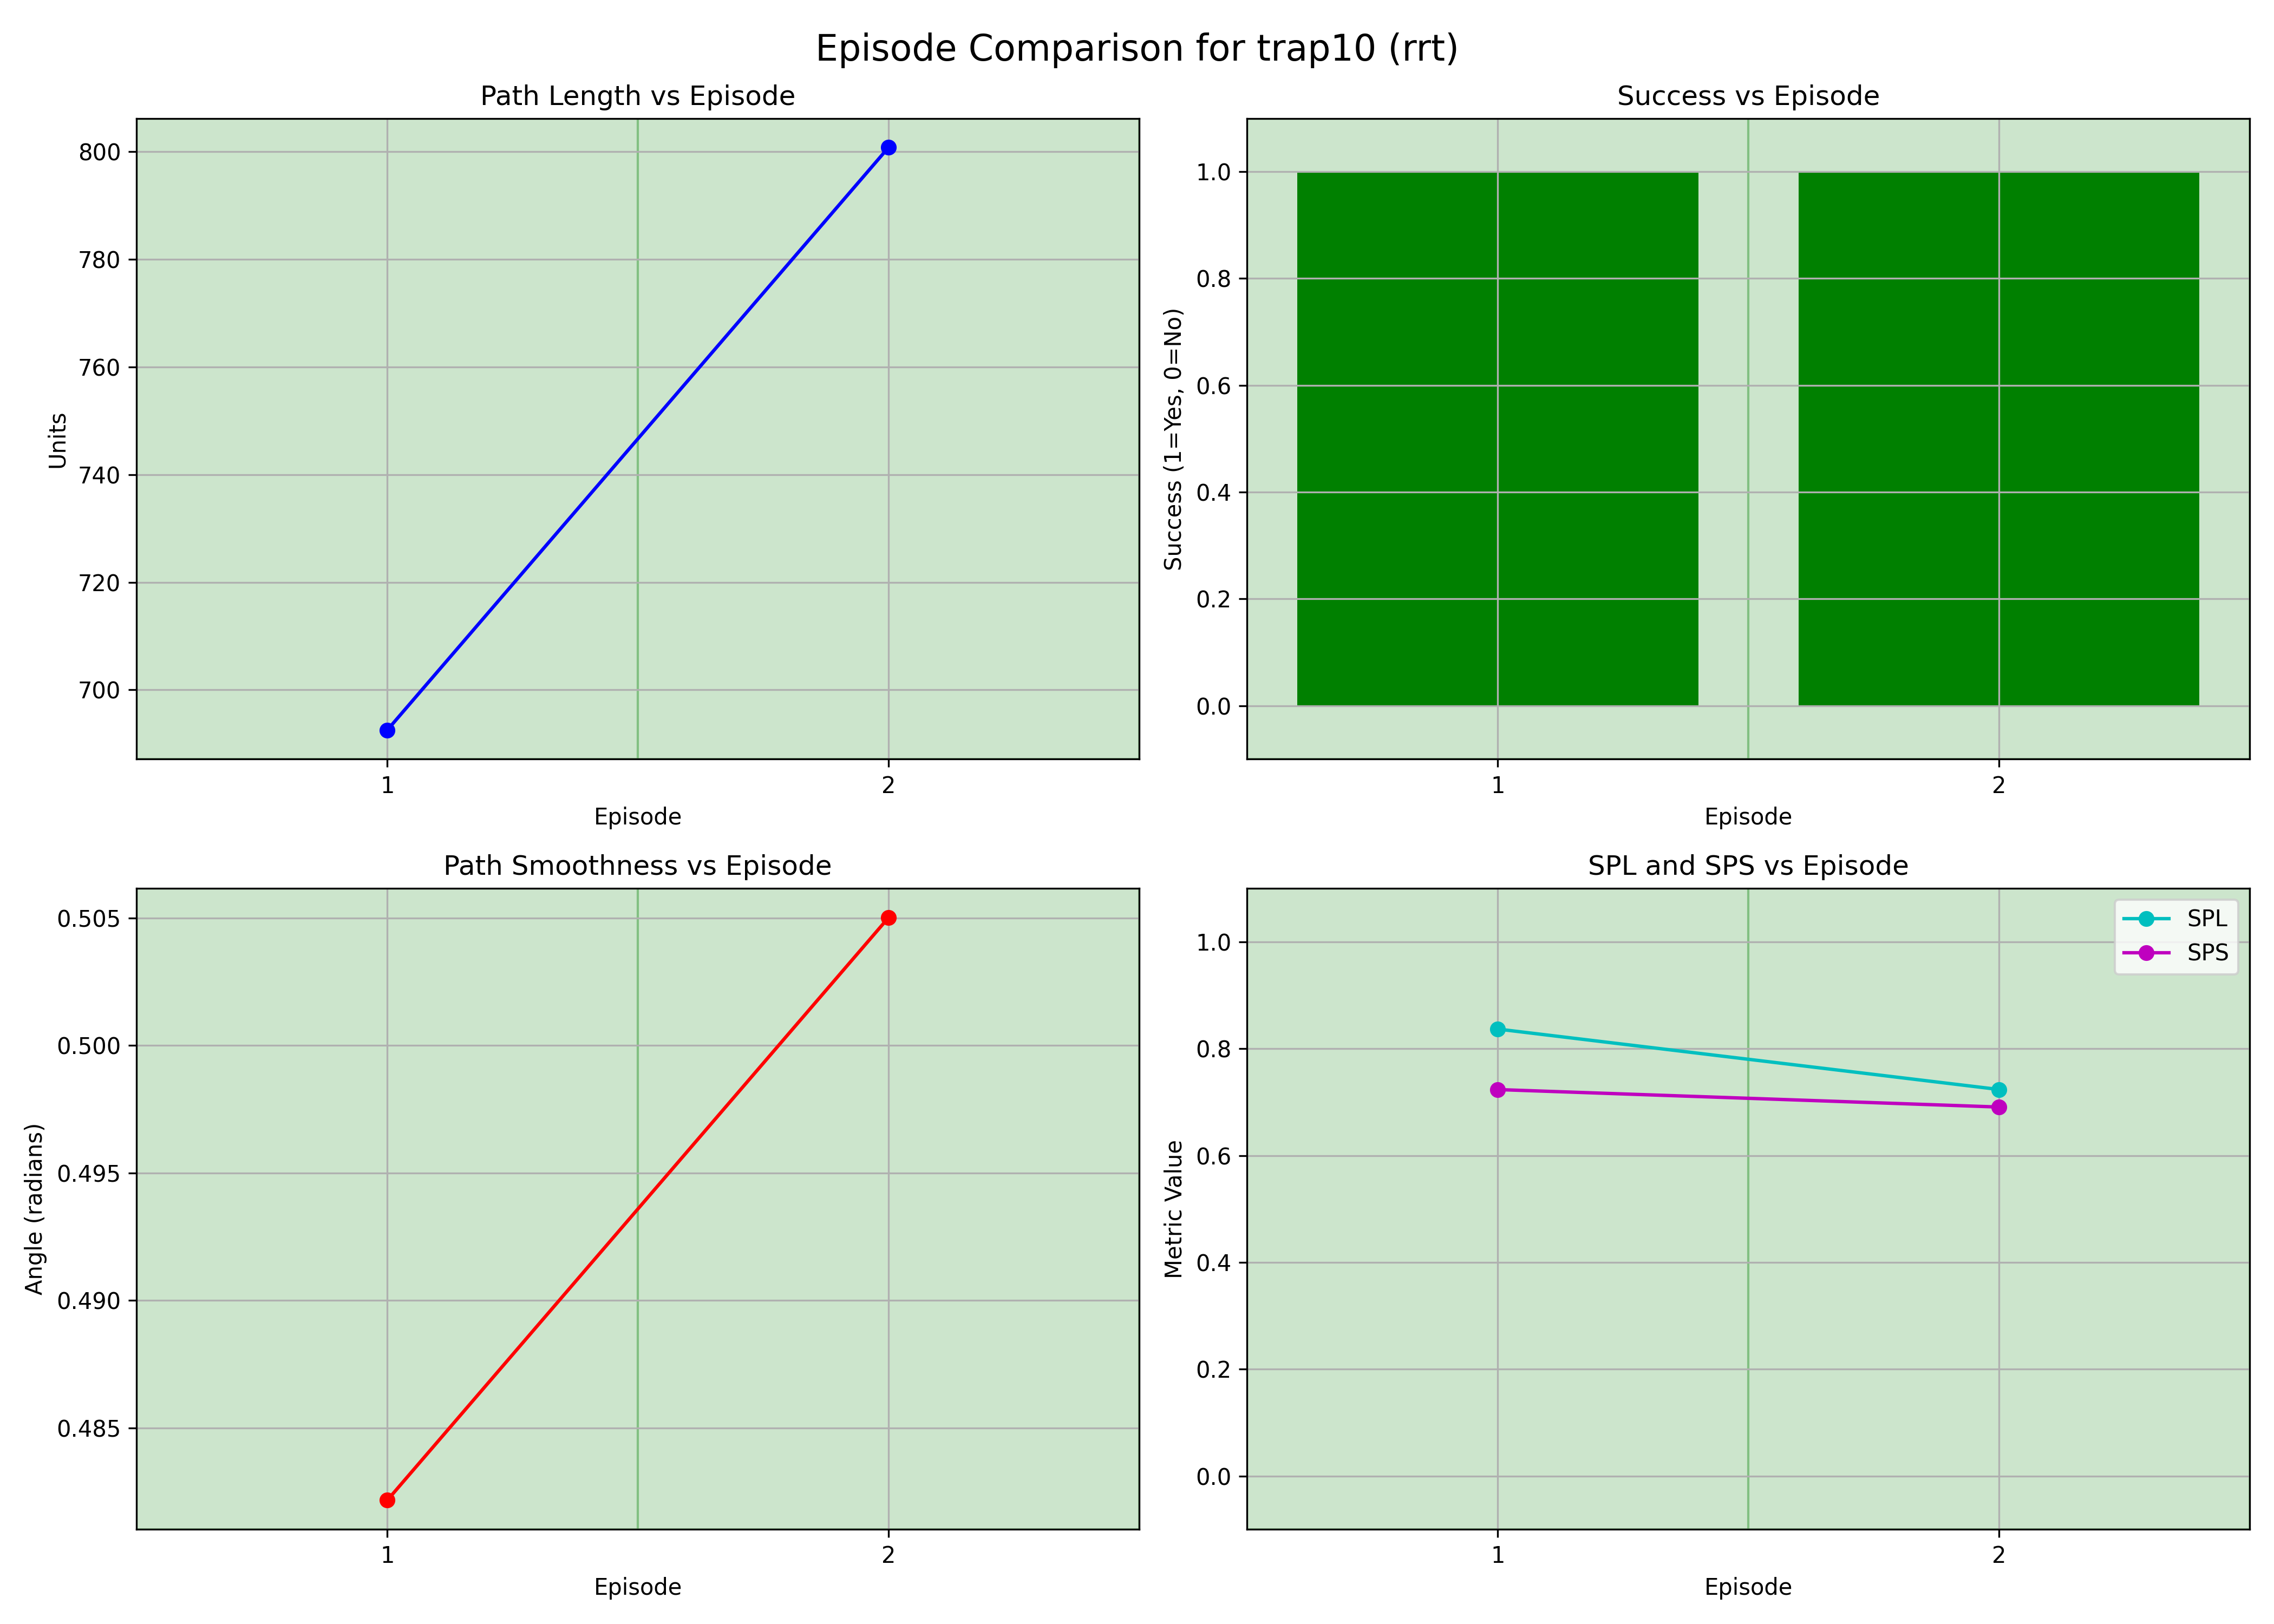 Episode Comparison for trap10 (rrt)
Path Length vs Episode
800
780
760
740
720
700
Units
1
2
Episode
Success vs Episode
1.0
0.8
0.6
0.4
0.2
0.0
Success (1=Yes, 0=No)
1
2
Episode
Path Smoothness vs Episode
0.505
0.500
0.495
0.490
0.485
Angle (radians)
1
2
Episode
SPL and SPS vs Episode
SPL
SPS
1.0
0.8
0.6
0.4
0.2
0.0
Metric Value
1
2
Episode